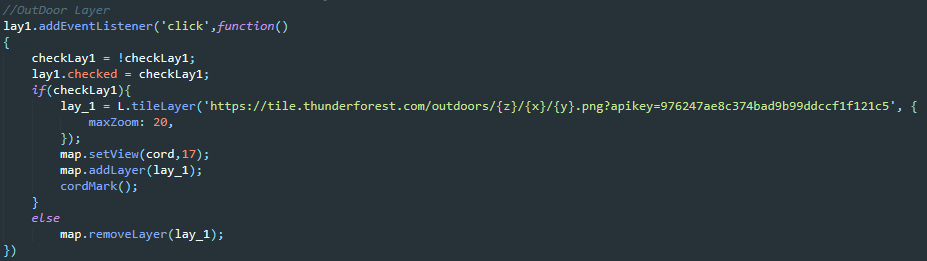 //OutDoor Layer
lay1.addEventListener('click',function()
{
    checkLay1 = !checkLay1;
    lay1.checked = checkLay1;
    if(checkLay1){
        lay_1 = L.tileLayer('https://tile.thunderforest.com/outdoors/{z}/{x}/{y}.png?apikey=976247ae8c374bad9b99ddccf1f121c5', {
            maxZoom: 20,
        });
        map.setView(cord,17);
        map.addLayer(lay_1);
        cordMark();
    }
    else
        map.removeLayer(lay_1);
})